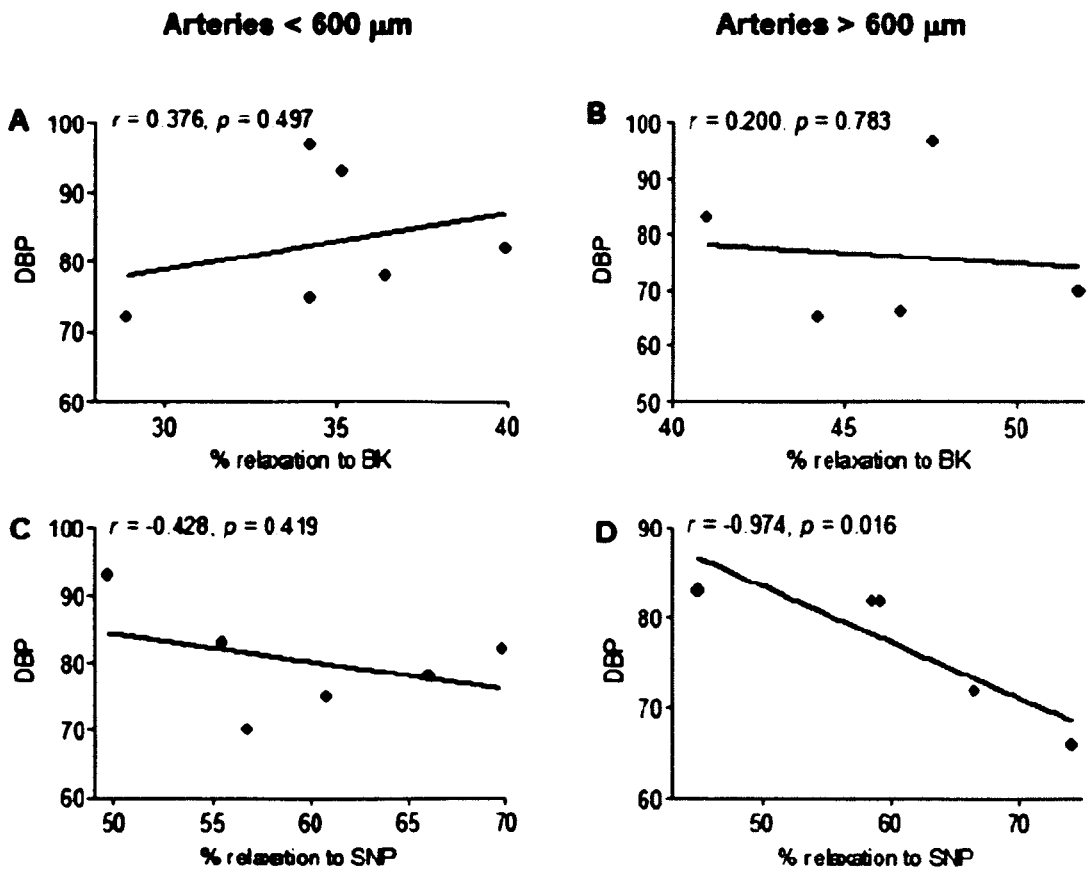 Arteries < 600 µm
Arteries > 600 µm
A
r = 0.376, p = 0.497
100
90
80
70
60
DBP
30 35 40
% relaxation to BK
B
r = 0.200, p = 0.783
100
90
80
70
60
50
DBP
40 45 50
% relaxation to BK
C
r = -0.428, p = 0.419
100
90
80
70
60
DBP
50 55 60 65 70
% relaxation to SNP
D
r = -0.974, p = 0.016
90
80
70
60
DBP
50 60 70
% relaxation to SNP